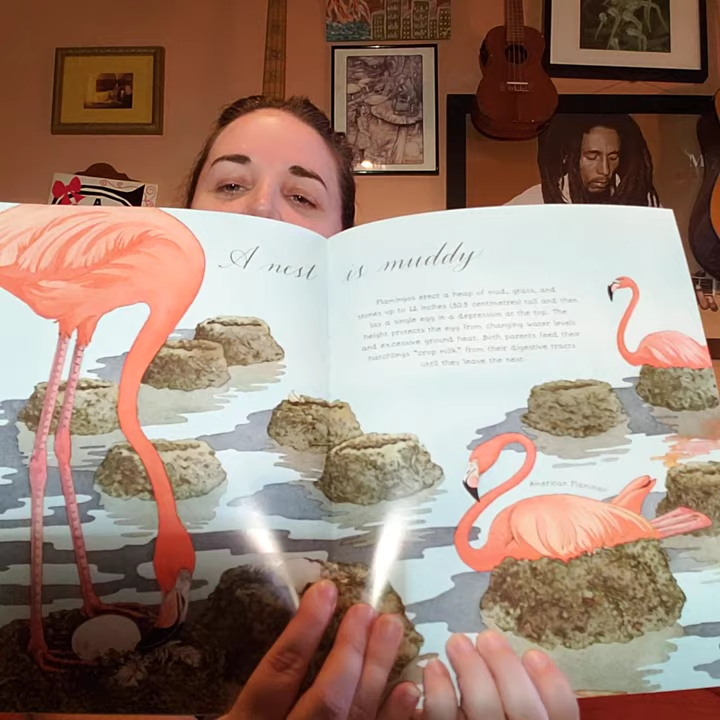 A nest is muddy
Flamingos erect a heap of mud, grass, and
stones up to 12 inches (30.5 centimetres) tall and then
lay a single egg in a depression at the top. The
height protects the egg from changing water levels
and excessive ground heat. Both parents feed their
hatchlings "crop milk" from their digestive tracts
until they leave the nest.
American Flamingo